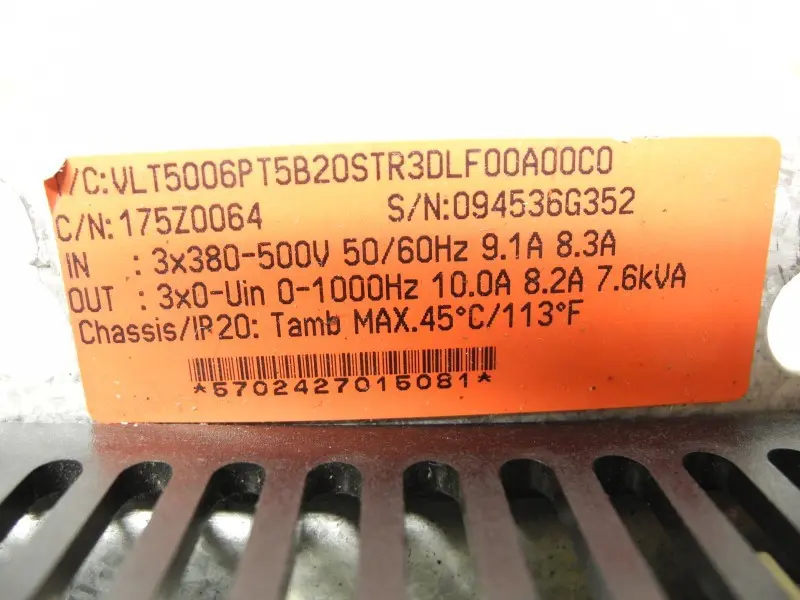 /C:VLT5006PT5B20STR3DLF00A00C0
C/N:175Z0064 S/N:094536G352
IN : 3x380-500V 50/60Hz 9.1A 8.3A
OUT : 3x0-Uin 0-1000Hz 10.0A 8.2A 7.6kVA
Chassis/IP20: Tamb MAX.45°C/113°F
*5702427015081*